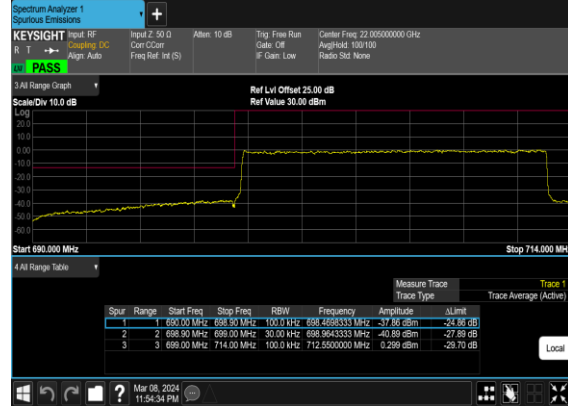 Spectrum Analyzer 1
Spurious Emissions
+
KEYSIGHT Input: RF Input Z: 50 Ω Atten: 10 dB Trig: Free Run Center Freq: 22.005000000 GHz
R T Coupling: DC Corr CCorr Gate: Off Avg|Hold: 100/100
Align: Auto Freq Ref: Int (S) IF Gain: Low Radio Std: None
PASS
3 All Range Graph
Ref Lvl Offset 25.00 dB
Scale/Div 10.0 dB Ref Value 30.00 dBm
Log
20.0
10.0
0.00
-10.0
-20.0
-30.0
-40.0
-50.0
-60.0
Start 690.000 MHz Stop 714.000 MH
4 All Range Table
Measure Trace Trace 1
Trace Type Trace Average (Active)
Spur Range Start Freq Stop Freq RBW Frequency Amplitude ΔLimit
1 1 690.00 MHz 698.90 MHz 100.0 kHz 698.4698333 MHz -37.86 dBm -24.86 dB
2 2 698.90 MHz 699.00 MHz 30.00 kHz 698.9643333 MHz -40.89 dBm -27.89 dB
3 3 699.00 MHz 714.00 MHz 100.0 kHz 712.5500000 MHz 0.299 dBm -29.70 dB
Local
?
Mar 08, 2024
11:54:34 PM